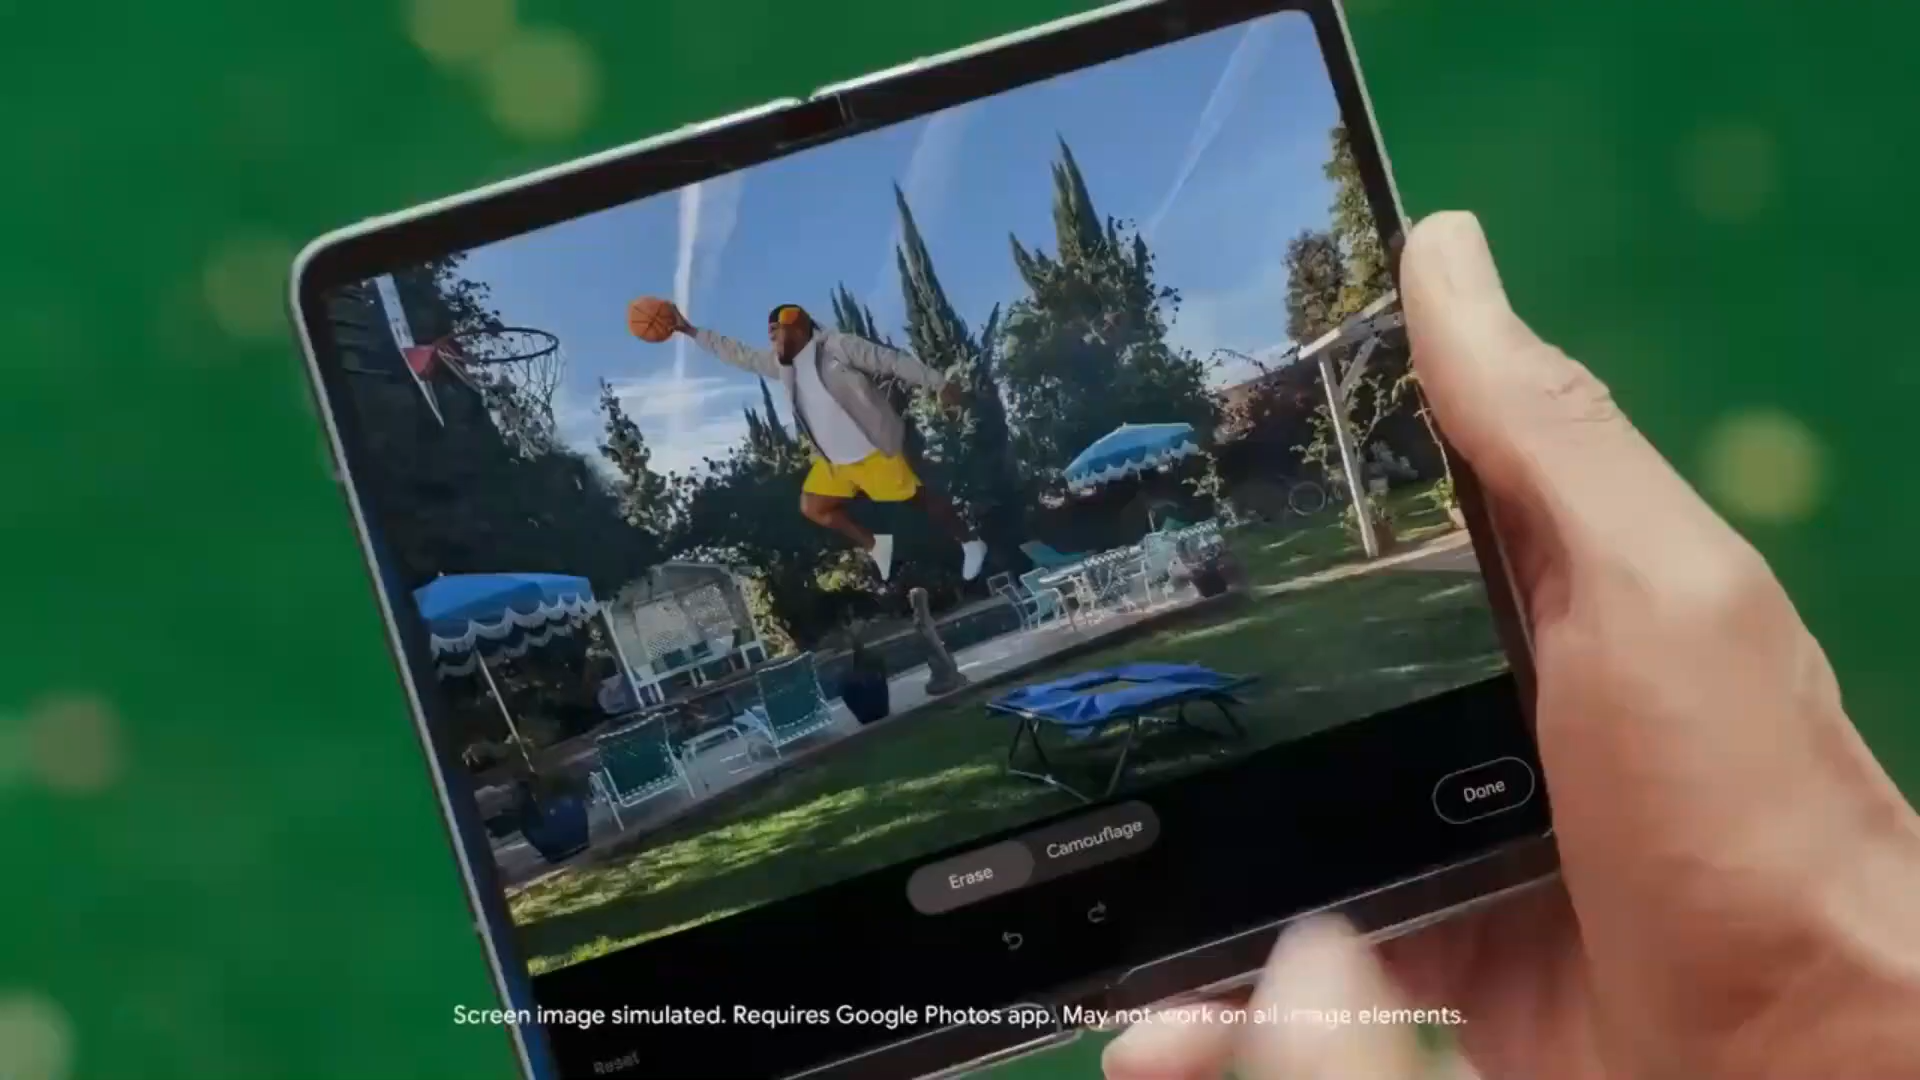 Done
Camouflage
Erase
Screen image simulated. Requires Google Photos app. May not work on all image elements.
Reset